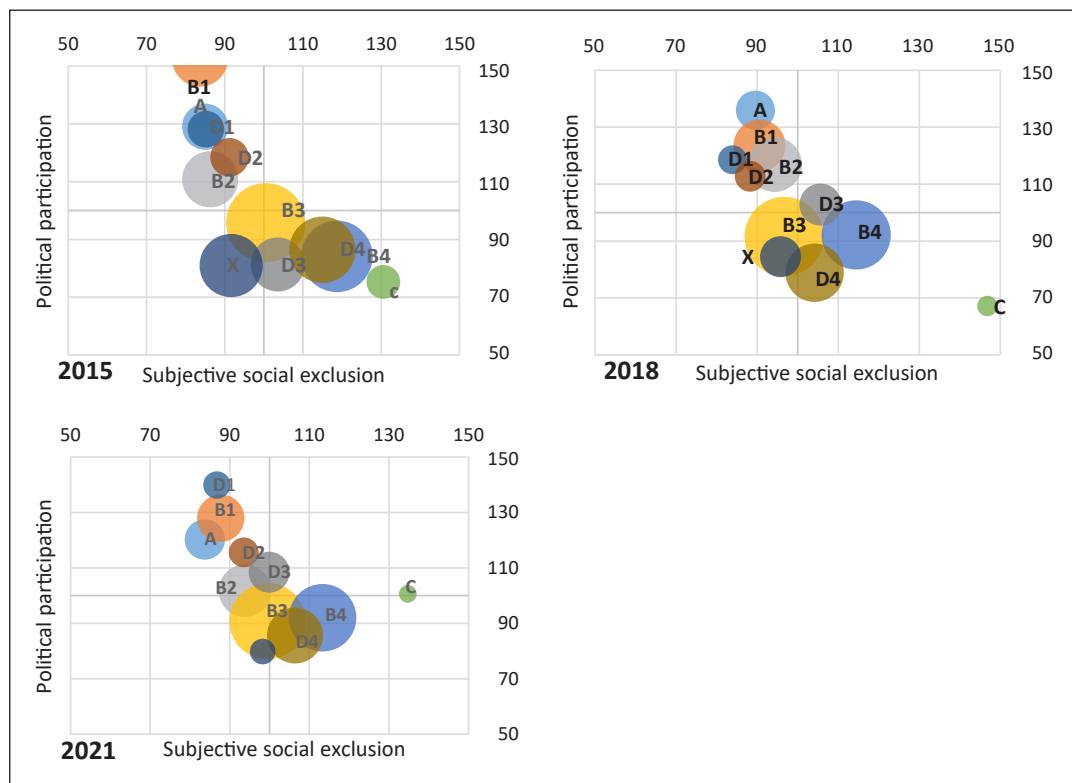 50 70 90 110 130 150
150
130
110
90
70
50
Political participation
B1
A
D1
D2
B2
B3
D4
B4
X
D3
c
2015 Subjective social exclusion
50 70 90 110 130 150
150
130
110
90
70
50
Political participation
A
B1
D1
B2
D2
D3
B3
B4
X
D4
C
2018 Subjective social exclusion
50 70 90 110 130 150
150
130
110
90
70
50
Political participation
D1
B1
A
D2
D3
B2
C
B3
B4
D4
2021 Subjective social exclusion